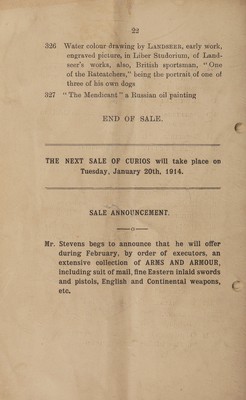 22
326 Water colour drawing by LANDSEER, early work,
engraved picture, in Liber Studorium, of Land-
seer's works, also, British sportsman, "One
of the Ratcatchers," being the portrait of one of
three of his own dogs
327 "The Mendicant" a Russian oil painting
END OF SALE.
THE NEXT SALE OF CURIOS will take place on
Tuesday, January 20th, 1914.
SALE ANNOUNCEMENT.
Mr. Stevens begs to announce that he will offer
during February, by order of executors, an
extensive collection of ARMS AND ARMOUR,
including suit of mail, fine Eastern inlaid swords
and pistols, English and Continental weapons,
etc.